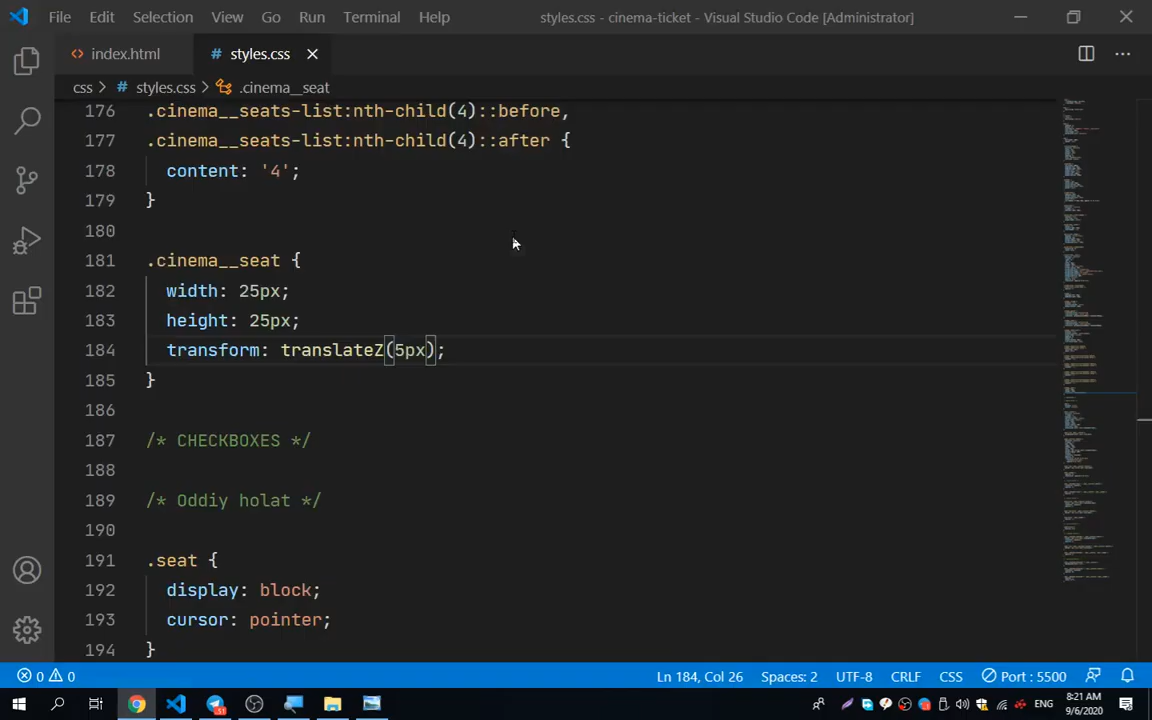 File Edit Selection View Go Run Terminal Help styles.css - cinema-ticket - Visual Studio Code [Administrator]
index.html # styles.css
css > # styles.css > .cinema__seat
176 .cinema__seats-list:nth-child(4)::before,
177 .cinema__seats-list:nth-child(4)::after {
178 content: '4';
179 }
180
181 .cinema__seat {
182 width: 25px;
183 height: 25px;
184 transform: translateZ(5px);
185 }
186
187 /* CHECKBOXES */
188
189 /* Oddiy holat */
190
191 .seat {
192 display: block;
193 cursor: pointer;
194 }
0 0 Ln 184, Col 26 Spaces: 2 UTF-8 CRLF CSS Port : 5500
ENG 8:21 AM
9/6/2020